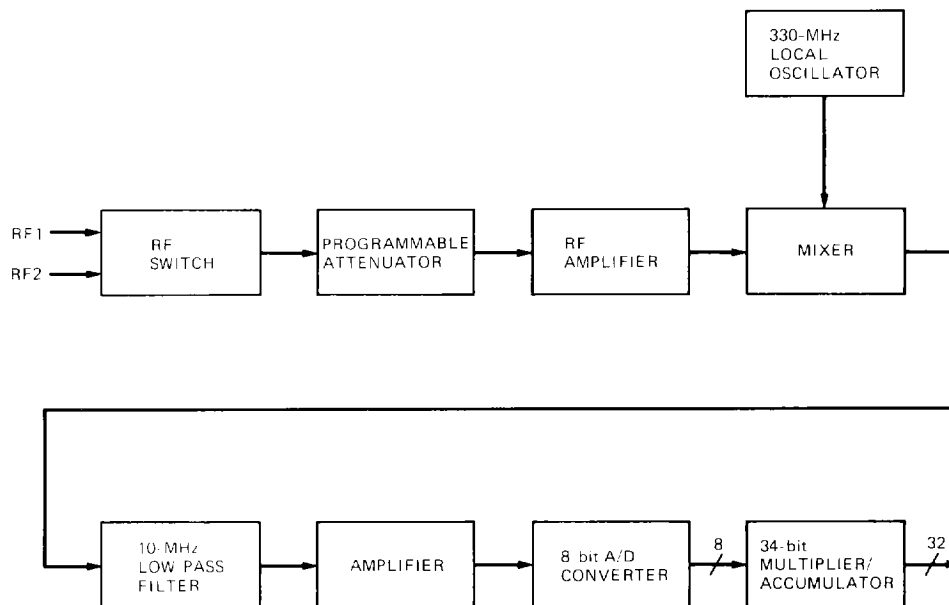 330-MHz
LOCAL
OSCILLATOR
RF1
RF2
RF
SWITCH
PROGRAMMABLE
ATTENUATOR
RF
AMPLIFIER
MIXER
10-MHz
LOW PASS
FILTER
AMPLIFIER
8 bit A/D
CONVERTER
8
34-bit
MULTIPLIER/
ACCUMULATOR
32